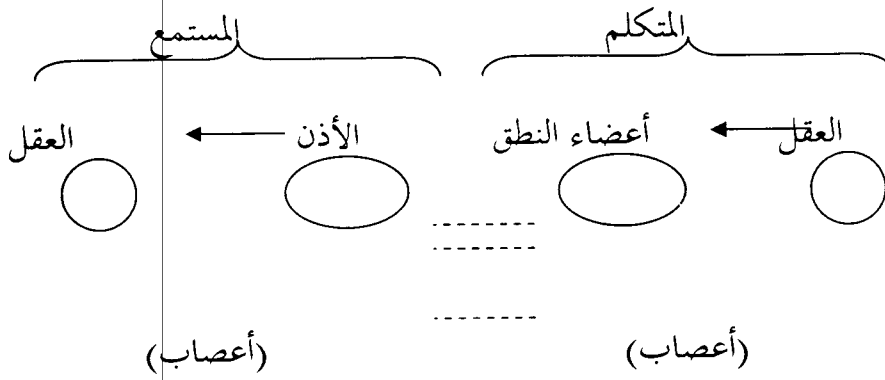 المتكلم المستمع
العقل أعضاء النطق الأذن العقل
(أعصاب) (أعصاب)